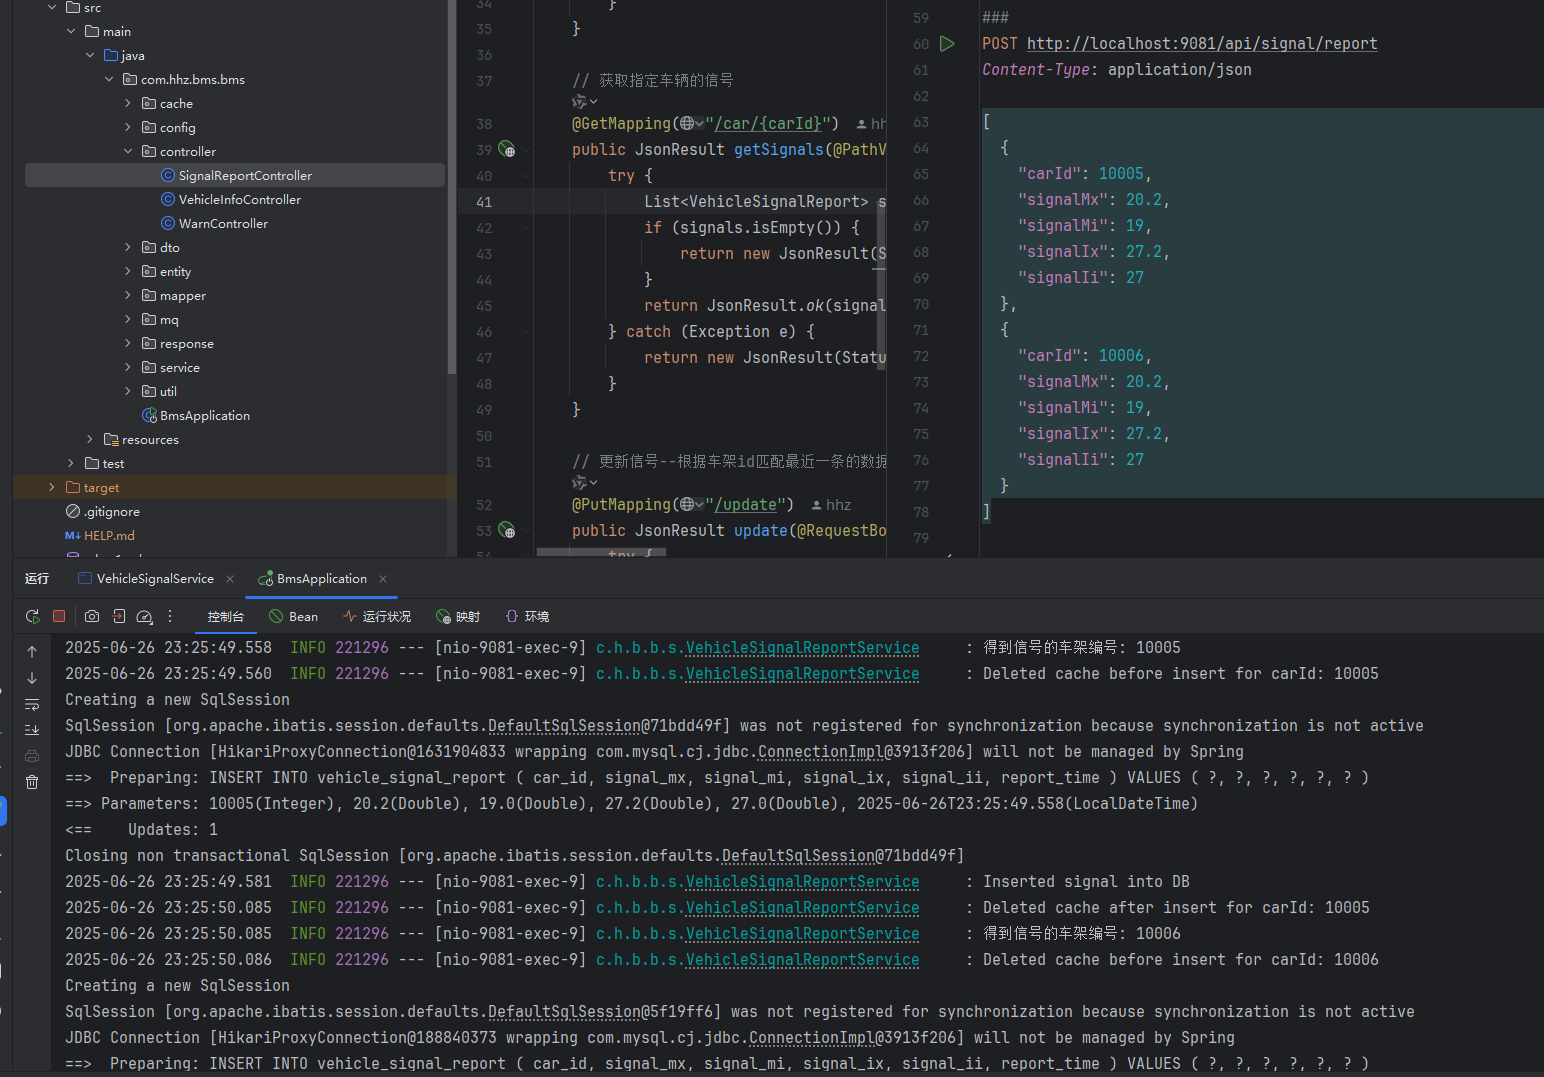 src
main
java
com.hhz.bms.bms
cache
config
controller
SignalReportController
VehicleInfoController
WarnController
dto
entity
mapper
mq
response
service
util
BmsApplication
resources
test
target
.gitignore
HELP.md
34 }
35 }
36
37 // 获取指定车辆的信号
38 @GetMapping("/car/{carId}")
39 public JsonResult getSignals(@PathV
40 try {
41 List<VehicleSignalReport> s
42 if (signals.isEmpty()) {
43 return new JsonResult(S
44 }
45 return JsonResult.ok(signal
46 } catch (Exception e) {
47 return new JsonResult(Statu
48 }
49 }
50
51 // 更新信号--根据车架id匹配最近一条的数据
52 @PutMapping("/update") hhz
53 public JsonResult update(@RequestBo
54 try {
59 ###
60 POST http://localhost:9081/api/signal/report
61 Content-Type: application/json
62
63 [
64 {
65 "carId": 10005,
66 "signalMx": 20.2,
67 "signalMi": 19,
68 "signalIx": 27.2,
69 "signalIi": 27
70 },
71 {
72 "carId": 10006,
73 "signalMx": 20.2,
74 "signalMi": 19,
75 "signalIx": 27.2,
76 "signalIi": 27
77 }
78 ]
79
运行 VehicleSignalService BmsApplication
控制台 Bean 运行状况 映射 环境
2025-06-26 23:25:49.558 INFO 221296 --- [nio-9081-exec-9] c.h.b.b.s.VehicleSignalReportService : 得到信号的车架编号: 10005
2025-06-26 23:25:49.560 INFO 221296 --- [nio-9081-exec-9] c.h.b.b.s.VehicleSignalReportService : Deleted cache before insert for carId: 10005
Creating a new SqlSession
SqlSession [org.apache.ibatis.session.defaults.DefaultSqlSession@71bdd49f] was not registered for synchronization because synchronization is not active
JDBC Connection [HikariProxyConnection@1631904833 wrapping com.mysql.cj.jdbc.ConnectionImpl@3913f206] will not be managed by Spring
==> Preparing: INSERT INTO vehicle_signal_report ( car_id, signal_mx, signal_mi, signal_ix, signal_ii, report_time ) VALUES ( ?, ?, ?, ?, ?, ? )
==> Parameters: 10005(Integer), 20.2(Double), 19.0(Double), 27.2(Double), 27.0(Double), 2025-06-26T23:25:49.558(LocalDateTime)
<== Updates: 1
Closing non transactional SqlSession [org.apache.ibatis.session.defaults.DefaultSqlSession@71bdd49f]
2025-06-26 23:25:49.581 INFO 221296 --- [nio-9081-exec-9] c.h.b.b.s.VehicleSignalReportService : Inserted signal into DB
2025-06-26 23:25:50.085 INFO 221296 --- [nio-9081-exec-9] c.h.b.b.s.VehicleSignalReportService : Deleted cache after insert for carId: 10005
2025-06-26 23:25:50.085 INFO 221296 --- [nio-9081-exec-9] c.h.b.b.s.VehicleSignalReportService : 得到信号的车架编号: 10006
2025-06-26 23:25:50.086 INFO 221296 --- [nio-9081-exec-9] c.h.b.b.s.VehicleSignalReportService : Deleted cache before insert for carId: 10006
Creating a new SqlSession
SqlSession [org.apache.ibatis.session.defaults.DefaultSqlSession@5f19ff6] was not registered for synchronization because synchronization is not active
JDBC Connection [HikariProxyConnection@188840373 wrapping com.mysql.cj.jdbc.ConnectionImpl@3913f206] will not be managed by Spring
==> Preparing: INSERT INTO vehicle_signal_report ( car_id, signal_mx, signal_mi, signal_ix, signal_ii, report_time ) VALUES ( ?, ?, ?, ?, ?, ? )